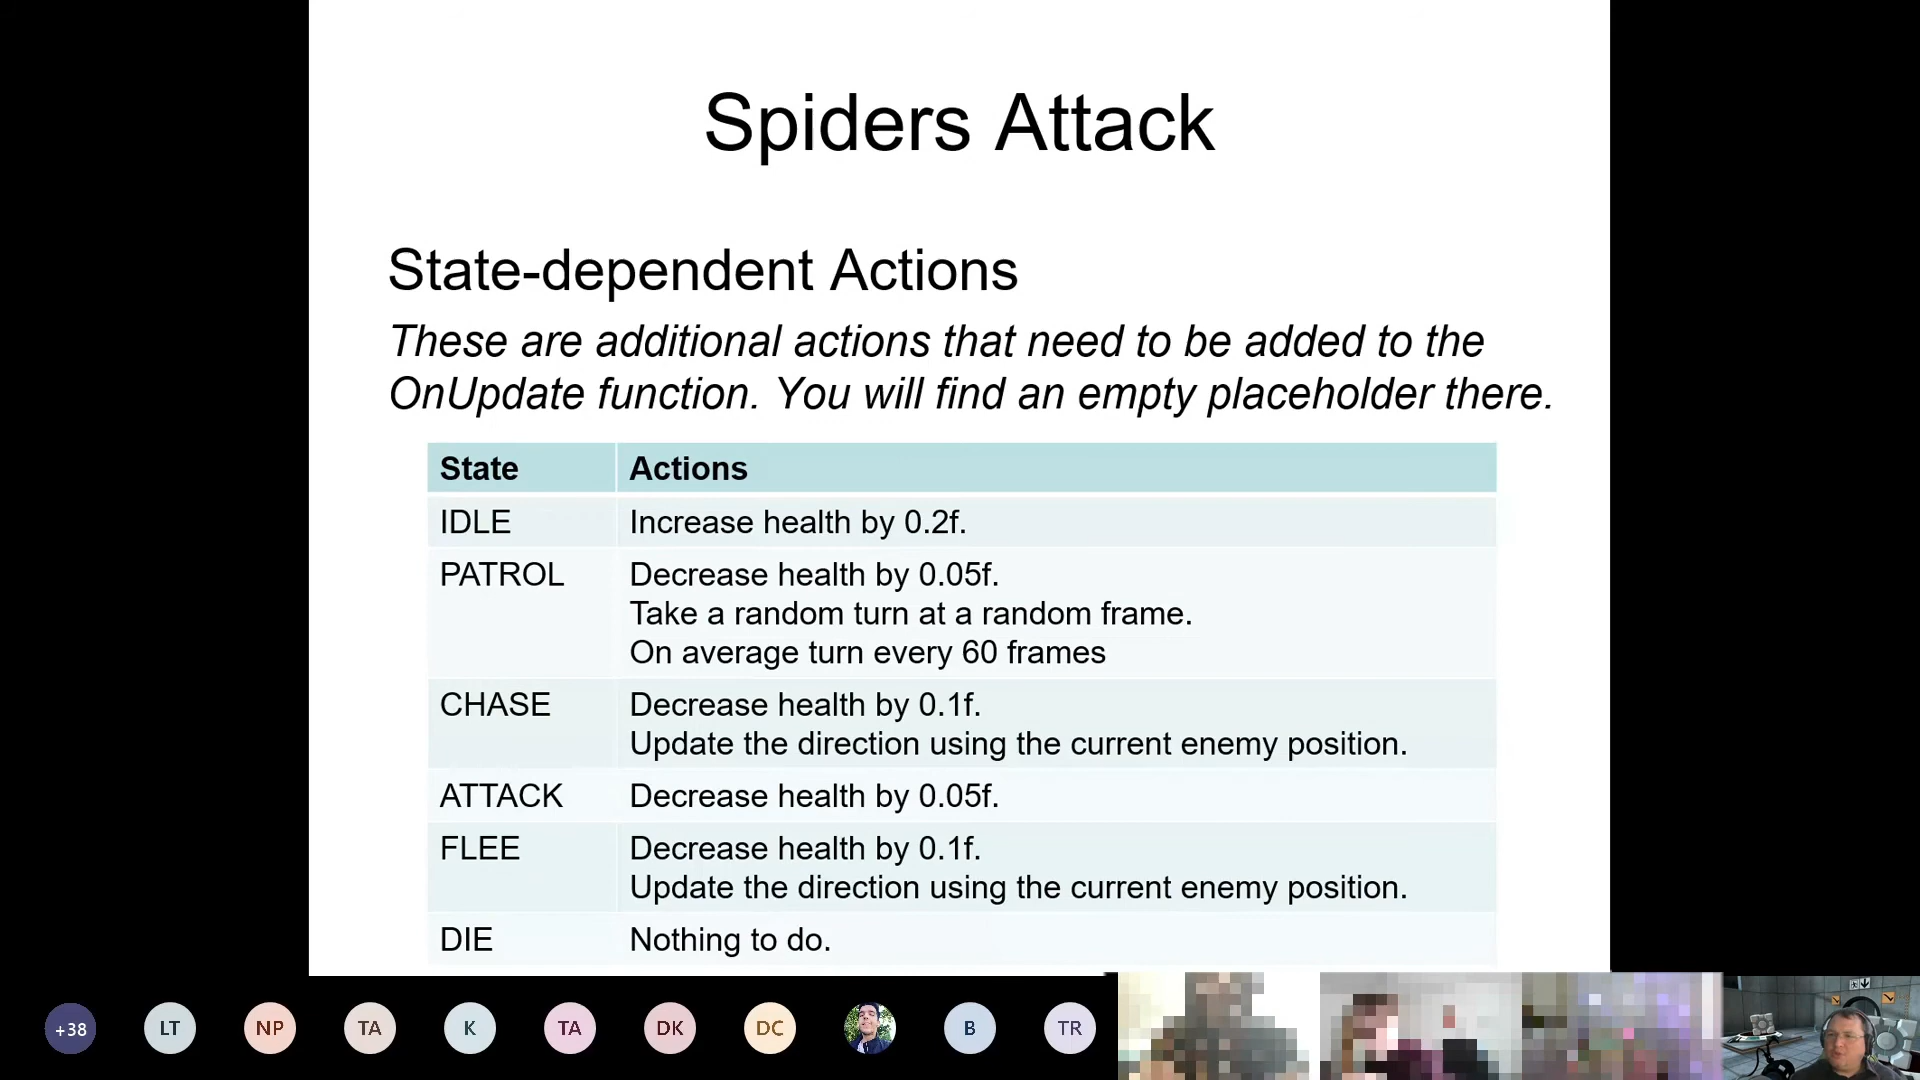 Spiders Attack
State-dependent Actions
These are additional actions that need to be added to the
OnUpdate function. You will find an empty placeholder there.
State Actions
IDLE Increase health by 0.2f.
PATROL Decrease health by 0.05f.
Take a random turn at a random frame.
On average turn every 60 frames
CHASE Decrease health by 0.1f.
Update the direction using the current enemy position.
ATTACK Decrease health by 0.05f.
FLEE Decrease health by 0.1f.
Update the direction using the current enemy position.
DIE Nothing to do.
+38 LT NP TA K TA DK DC B TR